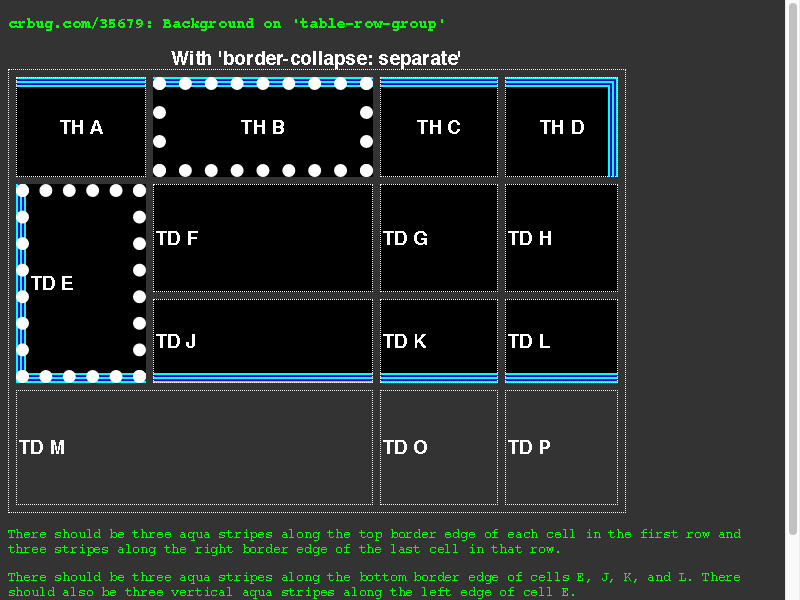 crbug.com/35679: Background on 'table-row-group'
With 'border-collapse: separate'
TH A
TH B
TH C
TH D
TD E
TD F
TD G
TD H
TD J
TD K
TD L
TD M
TD O
TD P
There should be three aqua stripes along the top border edge of each cell in the first row and
three stripes along the right border edge of the last cell in that row.
There should be three aqua stripes along the bottom border edge of cells E, J, K, and L. There
should also be three vertical aqua stripes along the left edge of cell E.